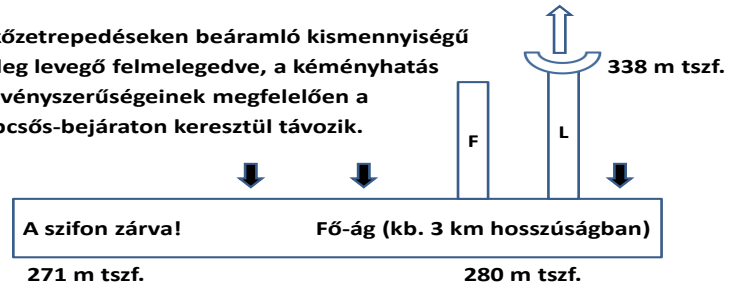 kőzetrepedéseken beáramló kismennyiségű
leg levegő felmelegedve, a kéményhatás
vényszerűségeinek megfelelően a
pcsős-bejáraton keresztül távozik.
338 m tszf.
F
L
A szifon zárva!
Fő-ág (kb. 3 km hosszúságban)
271 m tszf.
280 m tszf.